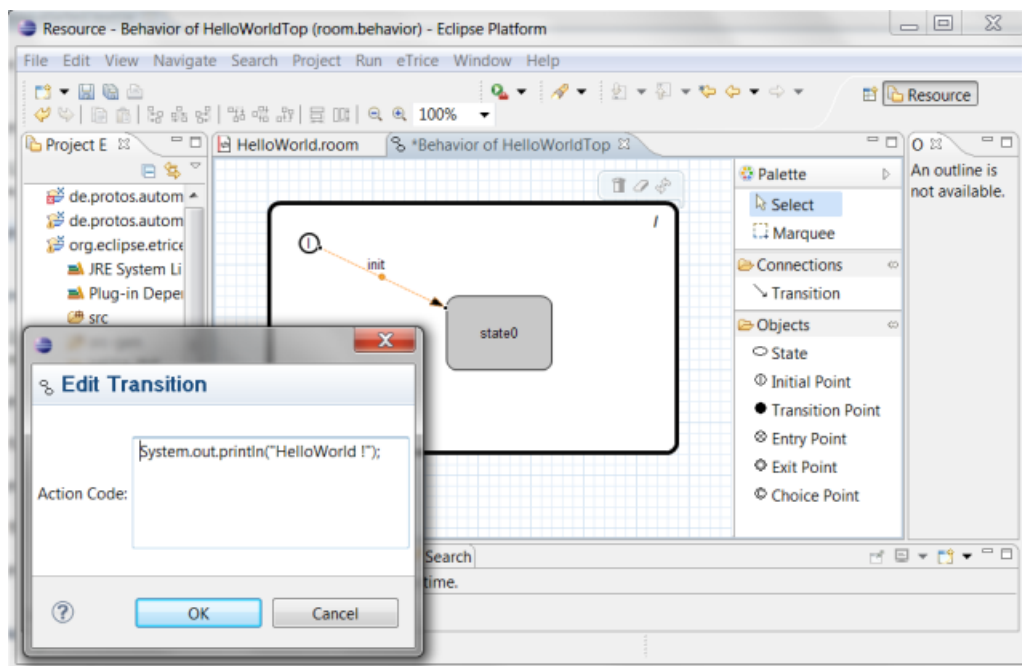 Resource - Behavior of HelloWorldTop (room.behavior) - Eclipse Platform
File Edit View Navigate Search Project Run eTrice Window Help
100%
Resource
Project E
HelloWorld.room
*Behavior of HelloWorldTop
O
de.protos.autom
de.protos.autom
org.eclipse.etrice
JRE System Li
Plug-in Depe
src
init
state0
Palette
Select
Marquee
Connections
Transition
Objects
State
Initial Point
Transition Point
Entry Point
Exit Point
Choice Point
An outline is
not available.
Edit Transition
Action Code:
System.out.println("HelloWorld !");
OK
Cancel
Search
time.